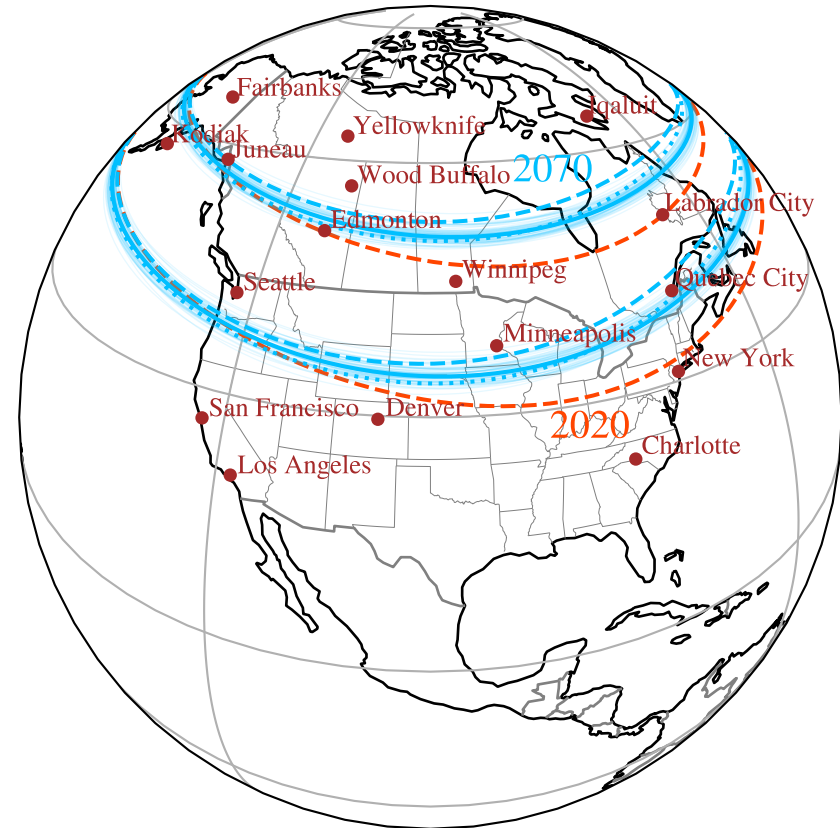 Fairbanks
Iqaluit
Kodiak
Yellowknife
Juneau
2070
Wood Buffalo
Labrador City
Edmonton
Winnipeg
Quebec City
Seattle
Minneapolis
New York
San Francisco
Denver
2020
Charlotte
Los Angeles